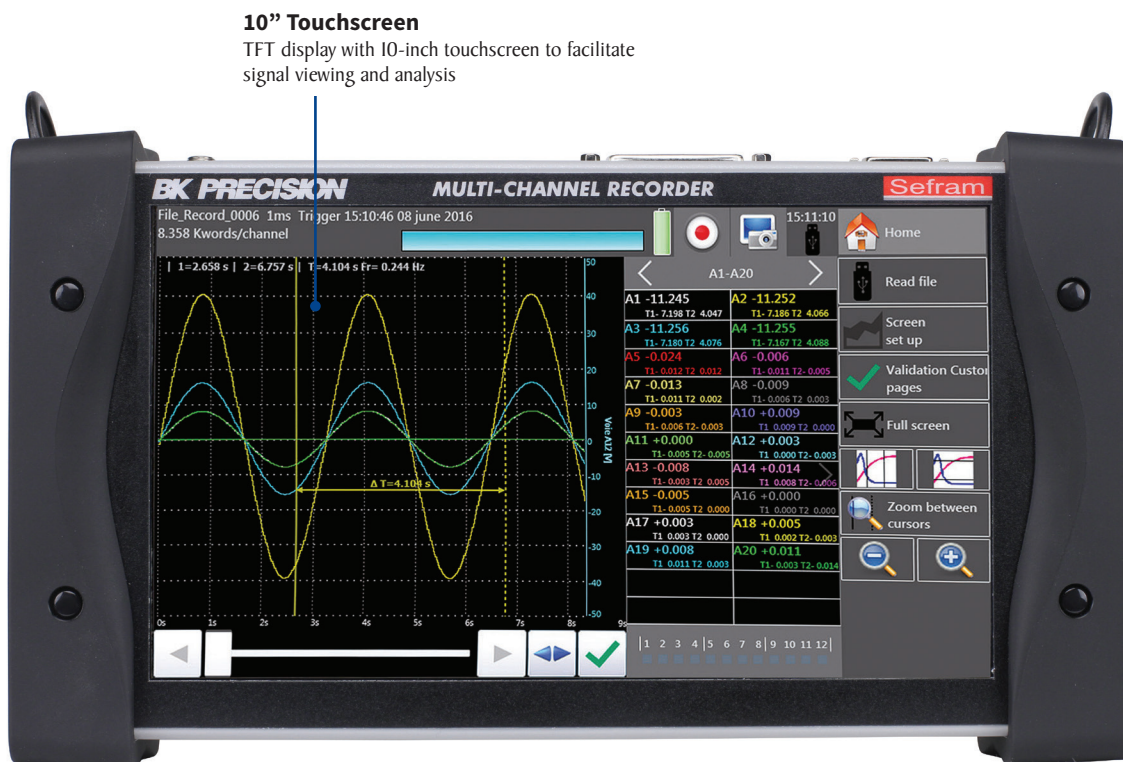 10” Touchscreen
TFT display with 10-inch touchscreen to facilitate
signal viewing and analysis
BK PRECISION
MULTI-CHANNEL RECORDER
Sefram
File_Record_0006 1ms Trigger 15:10:46 08 june 2016
8.358 Kwords/channel
15:11:10
Home
| 1=2.658 s | 2=6.757 s | T=4.104 s Fr= 0.244 Hz
50
40
30
20
10
0
-10
-20
-30
-40
-50
VoieA12 M
Δ T=4.104 s
0s 1s 2s 3s 4s 5s 6s 7s 8s 9s
A1-A20
A1 -11.245 A2 -11.252
T1- 7.198 T2 4.047 T1- 7.186 T2 4.066
A3 -11.256 A4 -11.255
T1- 7.180 T2 4.076 T1- 7.167 T2 4.088
A5 -0.024 A6 -0.006
T1- 0.012 T2 0.012 T1- 0.011 T2- 0.005
A7 -0.013 A8 -0.009
T1- 0.011 T2 0.002 T1- 0.006 T2 0.003
A9 -0.003 A10 +0.009
T1- 0.006 T2- 0.003 T1 0.009 T2 0.000
A11 +0.000 A12 +0.003
T1- 0.005 T2- 0.005 T1 0.000 T2- 0.003
A13 -0.008 A14 +0.014
T1- 0.003 T2 0.005 T1 0.008 T2- 0.006
A15 -0.005 A16 +0.000
T1- 0.005 T2 0.000 T1 0.000 T2 0.000
A17 +0.003 A18 +0.005
T1 0.003 T2 0.000 T1 0.002 T2- 0.003
A19 +0.008 A20 +0.011
T1 0.011 T2 0.003 T1- 0.003 T2- 0.014
1 2 3 4 5 6 7 8 9 10 11 12
Read file
Screen
set up
Validation Custo
pages
Full screen
Zoom between
cursors